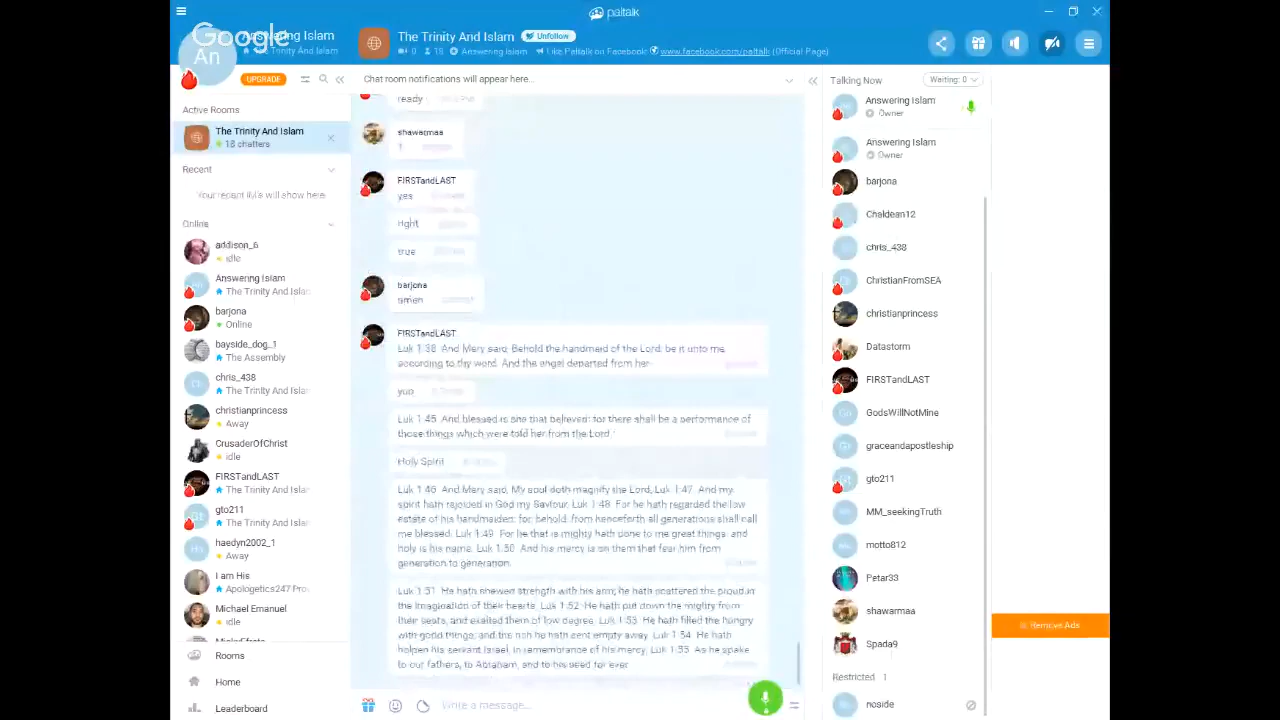 paltalk
Google
Answering Islam
The Trinity And Islam
An
The Trinity And Islam
Unfollow
0 18 Answering Islam Like Paltalk on Facebook www.facebook.com/paltalk (Official Page)
UPGRADE
Chat room notifications will appear here...
Talking Now
Waiting: 0
Active Rooms
The Trinity And Islam
18 chatters
Recent
Your recent IMs will show here
Online
addison_6
Idle
Answering Islam
The Trinity And Islar
barjona
Online
bayside_dog_1
The Assembly
chris_438
The Trinity And Islar
christianprincess
Away
CrusaderOfChrist
Idle
FIRSTandLAST
The Trinity And Islar
gto211
The Trinity And Islar
haedyn2002_1
Away
I am His
Apologetics247 Pro
Michael Emanuel
Idle
Rooms
Home
Leaderboard
ready
shawarmaa
1
FIRSTandLAST
yes
right
true
barjona
amen
FIRSTandLAST
Luk 1:38 And Mary said, Behold the handmaid of the Lord; be it unto me
according to thy word. And the angel departed from her.
yup
Luk 1:45 And blessed is she that believed: for there shall be a performance of
those things which were told her from the Lord.
Holy Spirit
Luk 1:46 And Mary said, My soul doth magnify the Lord, Luk 1:47 And my
spirit hath rejoiced in God my Saviour. Luk 1:48 For he hath regarded the low
estate of his handmaiden: for, behold, from henceforth all generations shall call
me blessed. Luk 1:49 For he that is mighty hath done to me great things; and
holy is his name. Luk 1:50 And his mercy is on them that fear him from
generation to generation.
Luk 1:51 He hath shewed strength with his arm; he hath scattered the proud in
the imagination of their hearts. Luk 1:52 He hath put down the mighty from
their seats, and exalted them of low degree. Luk 1:53 He hath filled the hungry
with good things; and the rich he hath sent empty away. Luk 1:54 He hath
holpen his servant Israel, in remembrance of his mercy; Luk 1:55 As he spake
to our fathers, to Abraham, and to his seed for ever.
Write a message...
Answering Islam
Owner
Answering Islam
Owner
barjona
Chaldean12
chris_438
ChristianFromSEA
christianprincess
Datastorm
FIRSTandLAST
GodsWillNotMine
graceandapostleship
gto211
MM_seekingTruth
motto812
Petar33
shawarmaa
Spada9
Restricted 1
noside
Remove Ads